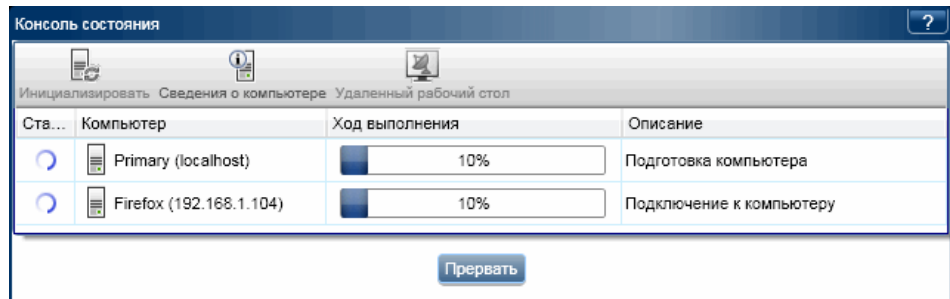 Консоль состояния ?
Инициализировать Сведения о компьютере Удаленный рабочий стол
Ста... Компьютер Ход выполнения Описание
Primary (localhost) 10% Подготовка компьютера
Firefox (192.168.1.104) 10% Подключение к компьютеру
Прервать